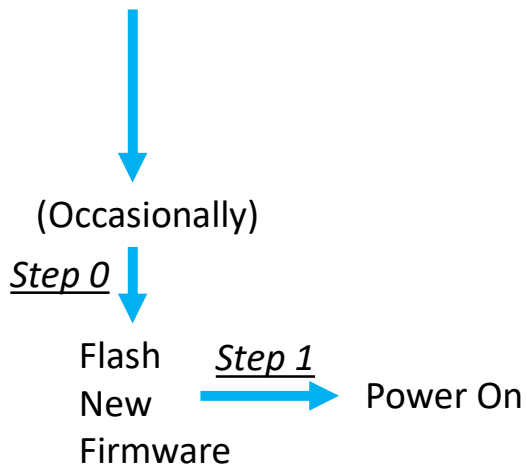 (Occasionally)
Step 0
Flash
New
Firmware
Step 1
Power On